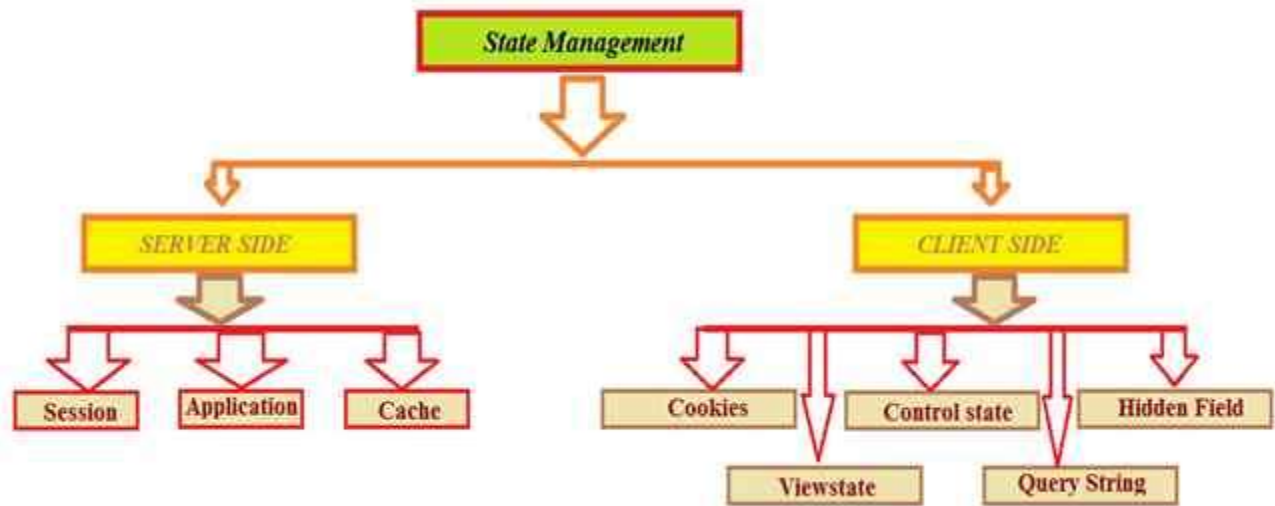 State Management
SERVER SIDE
CLIENT SIDE
Session
Application
Cache
Cookies
Control state
Hidden Field
Viewstate
Query String